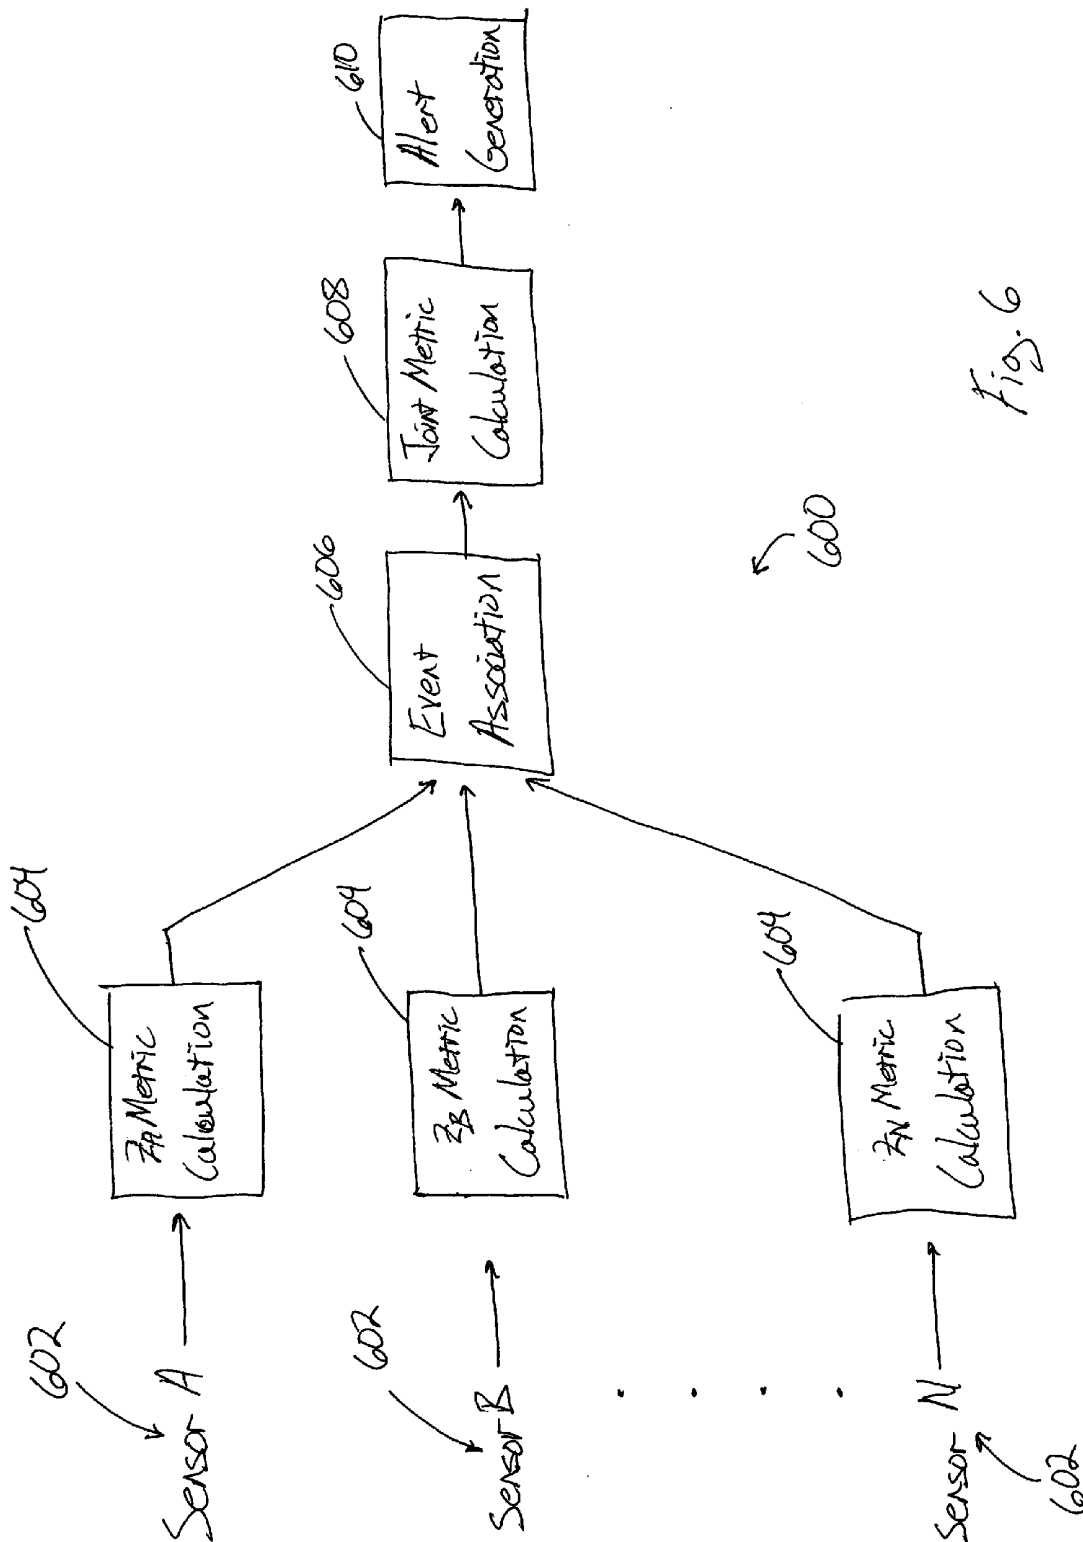 602
Sensor A
604
ZA Metric
Calculation
602
Sensor B
604
ZB Metric
Calculation
Sensor N
602
604
ZN Metric
Calculation
606
Event
Association
608
Joint Metric
Calculation
610
Alert
Generation
600
Fig. 6